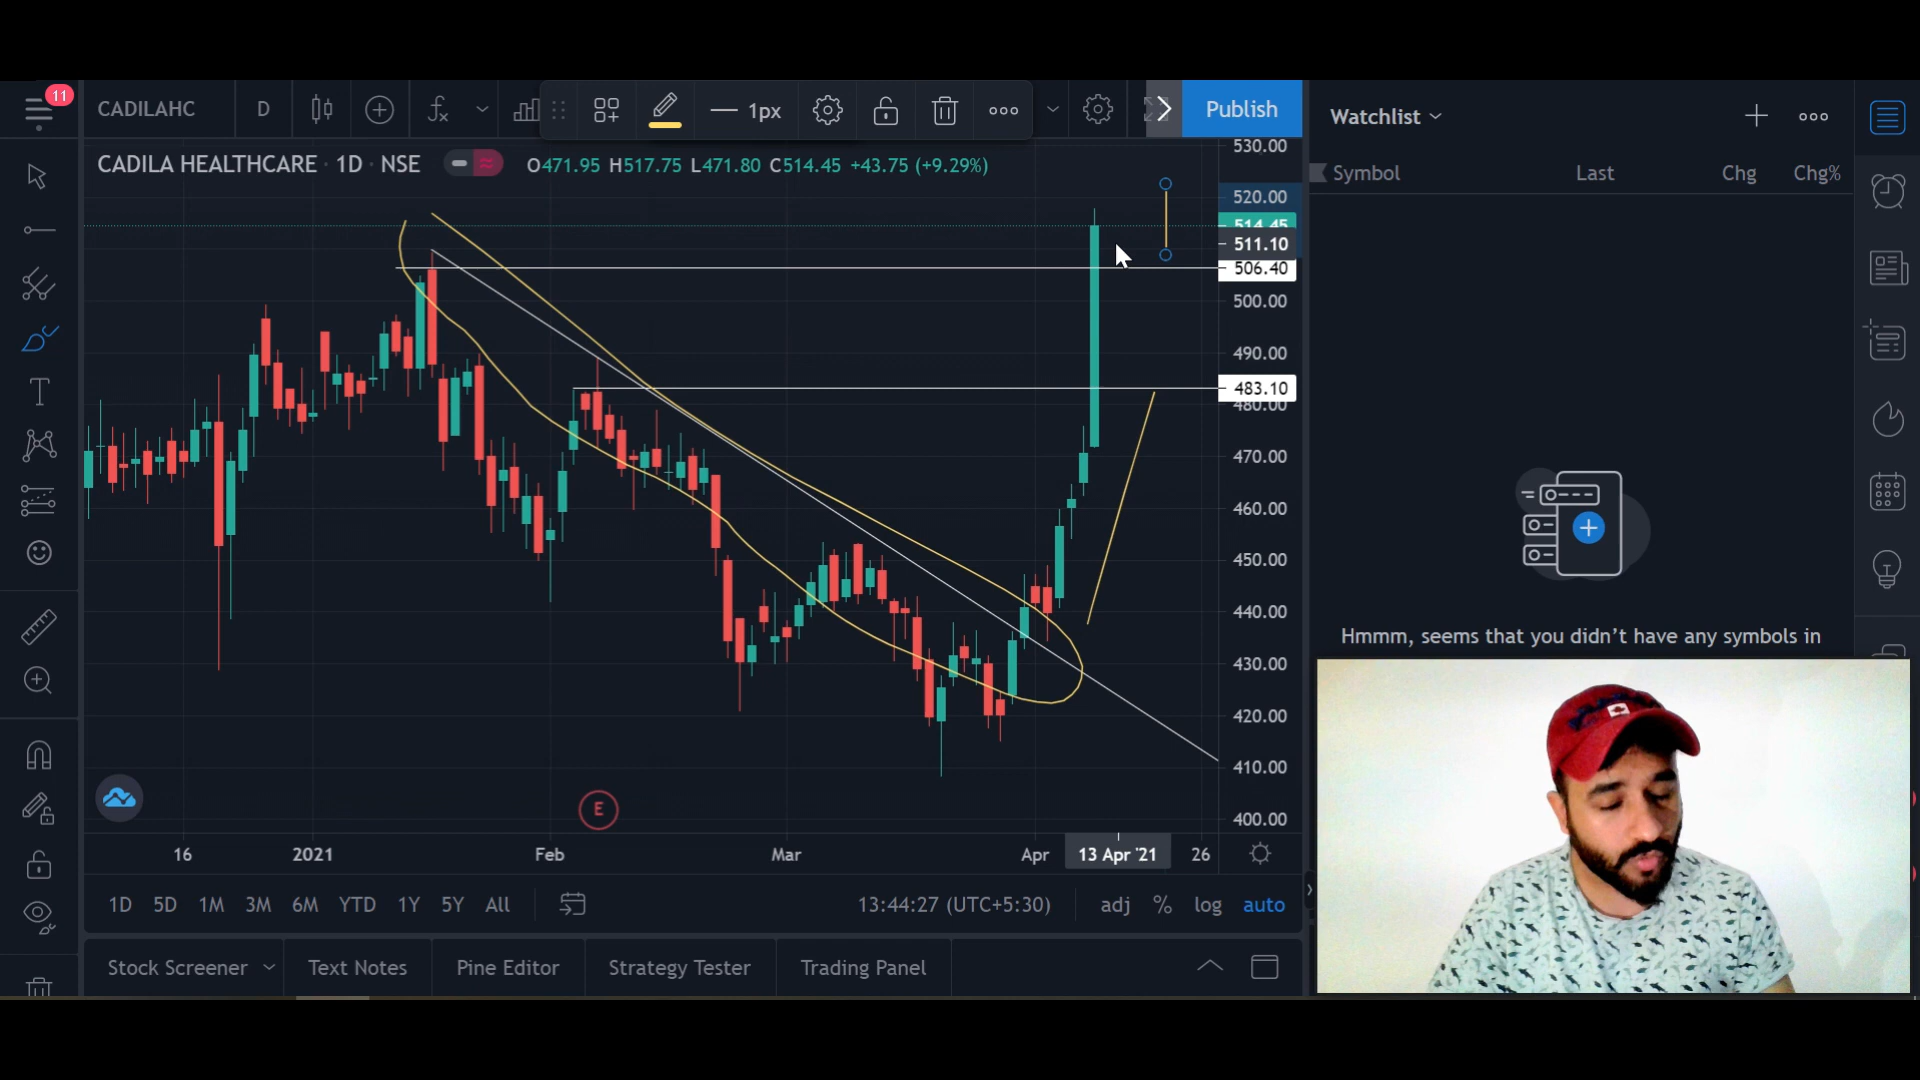 11
CADILAHC D fx 1px Publish
CADILA HEALTHCARE · 1D · NSE O471.95 H517.75 L471.80 C514.45 +43.75 (+9.29%)
530.00
520.00
514.45
511.10
506.40
500.00
490.00
483.10
480.00
470.00
460.00
450.00
440.00
430.00
420.00
410.00
400.00
E
16 2021 Feb Mar Apr 13 Apr '21 26
1D 5D 1M 3M 6M YTD 1Y 5Y All 13:44:27 (UTC+5:30) adj % log auto
Stock Screener Text Notes Pine Editor Strategy Tester Trading Panel
Watchlist
Symbol Last Chg Chg%
Hmmm, seems that you didn’t have any symbols in